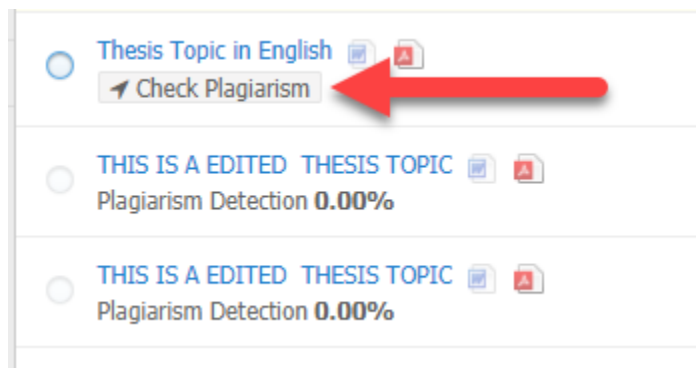 Thesis Topic in English
Check Plagiarism
THIS IS A EDITED THESIS TOPIC
Plagiarism Detection 0.00%
THIS IS A EDITED THESIS TOPIC
Plagiarism Detection 0.00%